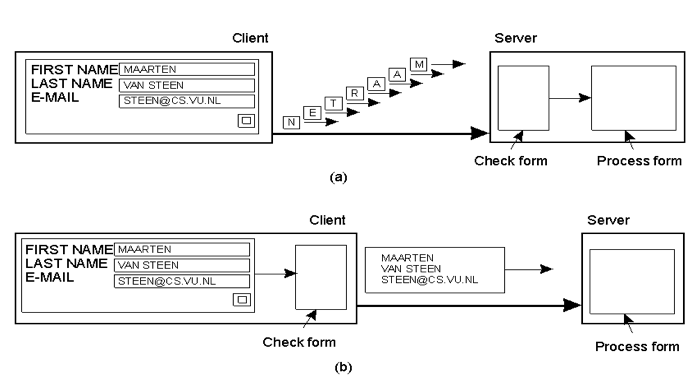 Client
Server
FIRST NAME MAARTEN
LAST NAME VAN STEEN
E-MAIL STEEN@CS.VU.NL
N E T R A A M
Check form
Process form
(a)
Client
Server
FIRST NAME MAARTEN
LAST NAME VAN STEEN
E-MAIL STEEN@CS.VU.NL
MAARTEN
VAN STEEN
STEEN@CS.VU.NL
Check form
Process form
(b)